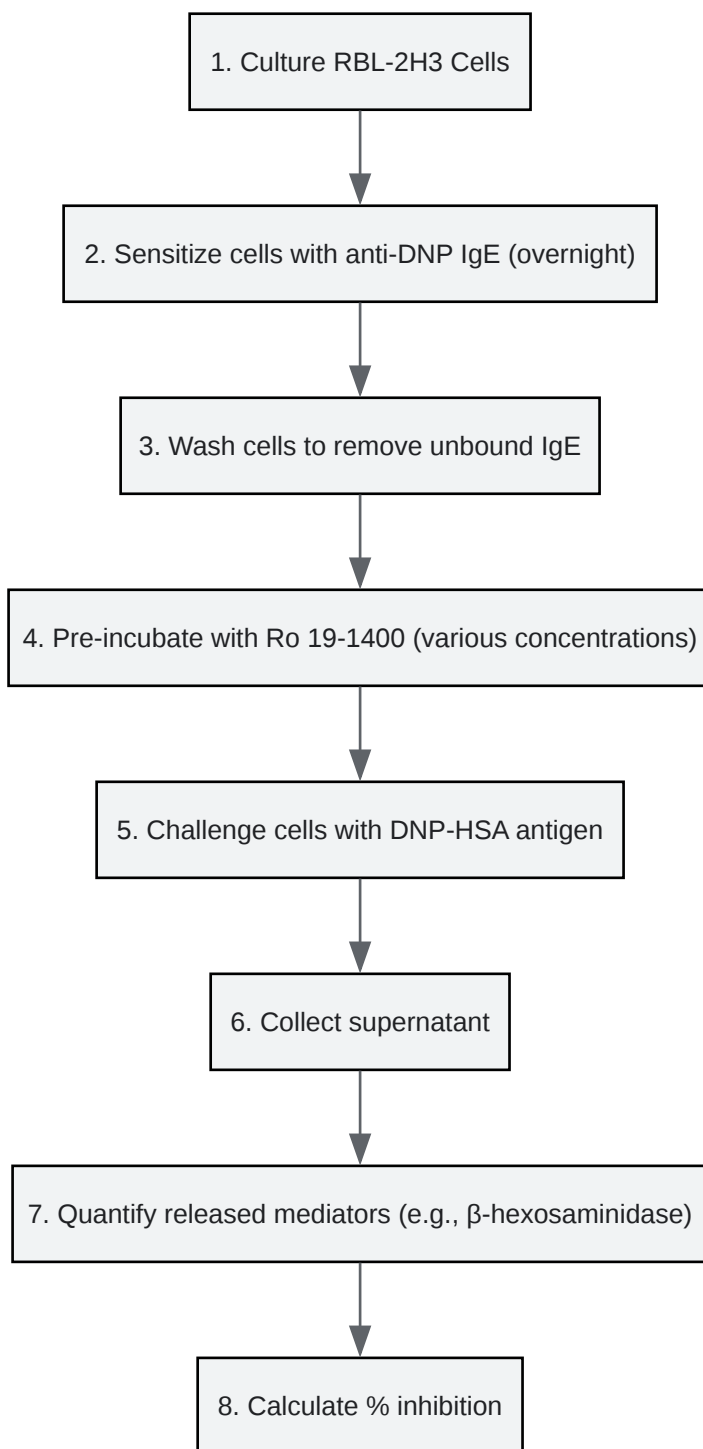 1. Culture RBL-2H3 Cells
2. Sensitize cells with anti-DNP IgE (overnight)
3. Wash cells to remove unbound IgE
4. Pre-incubate with Ro 19-1400 (various concentrations)
5. Challenge cells with DNP-HSA antigen
6. Collect supernatant
7. Quantify released mediators (e.g., β-hexosaminidase)
8. Calculate % inhibition